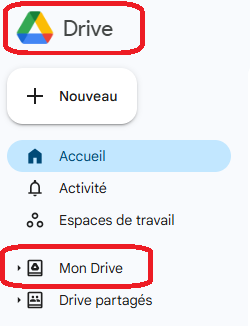 Drive
Nouveau
Accueil
Activité
Espaces de travail
Mon Drive
Drive partagés